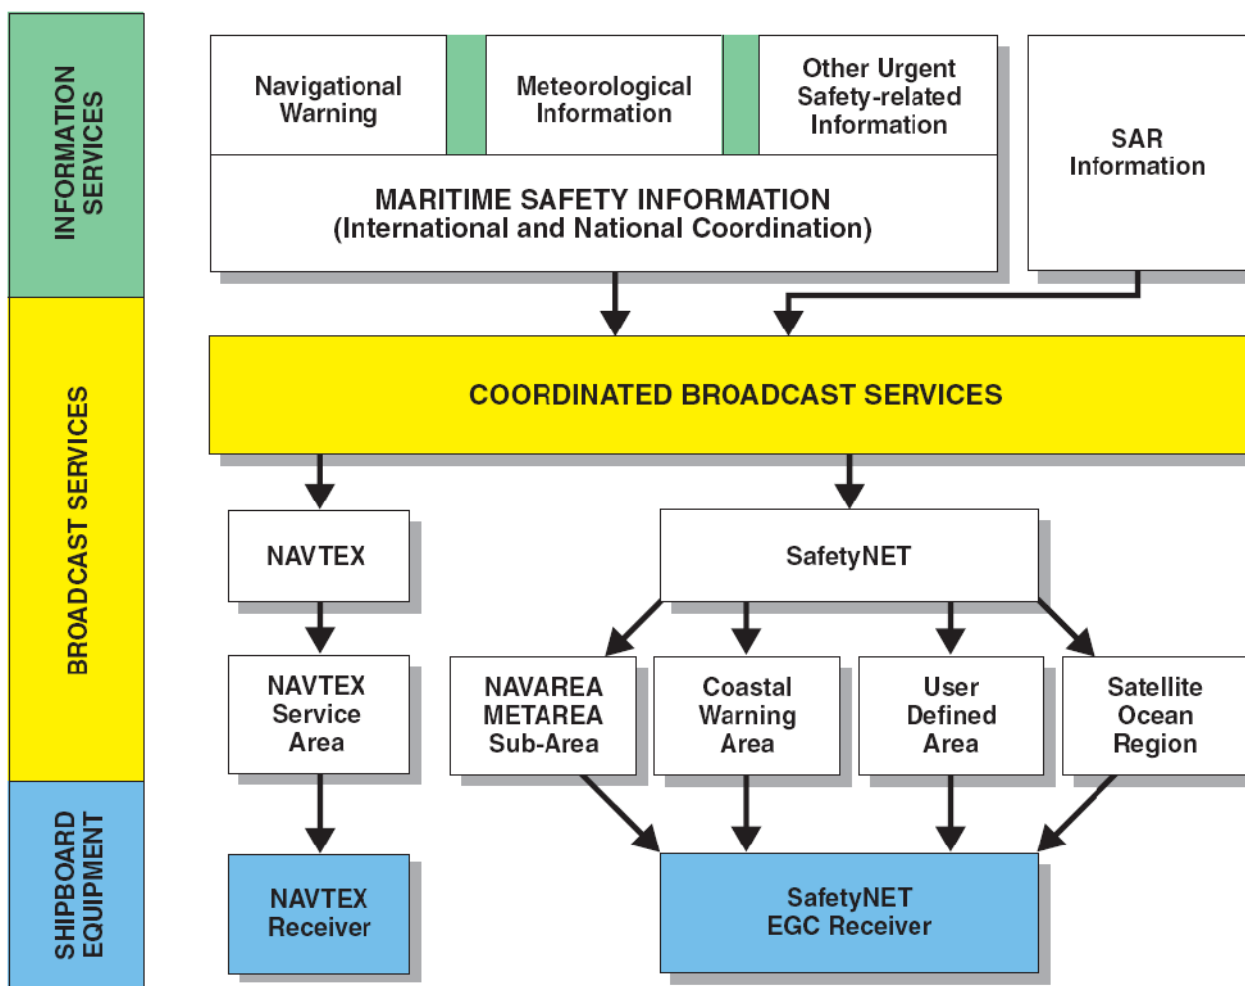 INFORMATION
SERVICES
Navigational
Warning
Meteorological
Information
Other Urgent
Safety-related
Information
SAR
Information
MARITIME SAFETY INFORMATION
(International and National Coordination)
BROADCAST SERVICES
COORDINATED BROADCAST SERVICES
NAVTEX
SafetyNET
NAVTEX
Service
Area
NAVAREA
METAREA
Sub-Area
Coastal
Warning
Area
User
Defined
Area
Satellite
Ocean
Region
SHIPBOARD
EQUIPMENT
NAVTEX
Receiver
SafetyNET
EGC Receiver